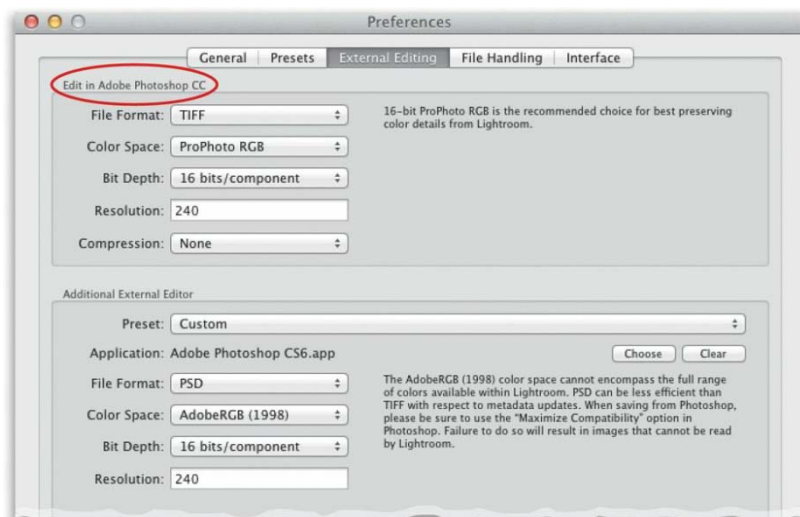 Preferences
General Presets External Editing File Handling Interface
Edit in Adobe Photoshop CC
File Format: TIFF
16-bit ProPhoto RGB is the recommended choice for best preserving
color details from Lightroom.
Color Space: ProPhoto RGB
Bit Depth: 16 bits/component
Resolution: 240
Compression: None
Additional External Editor
Preset: Custom
Application: Adobe Photoshop CS6.app
Choose Clear
File Format: PSD
The AdobeRGB (1998) color space cannot encompass the full range
of colors available within Lightroom. PSD can be less efficient than
TIFF with respect to metadata updates. When saving from Photoshop,
please be sure to use the “Maximize Compatibility” option in
Photoshop. Failure to do so will result in images that cannot be read
by Lightroom.
Color Space: AdobeRGB (1998)
Bit Depth: 16 bits/component
Resolution: 240